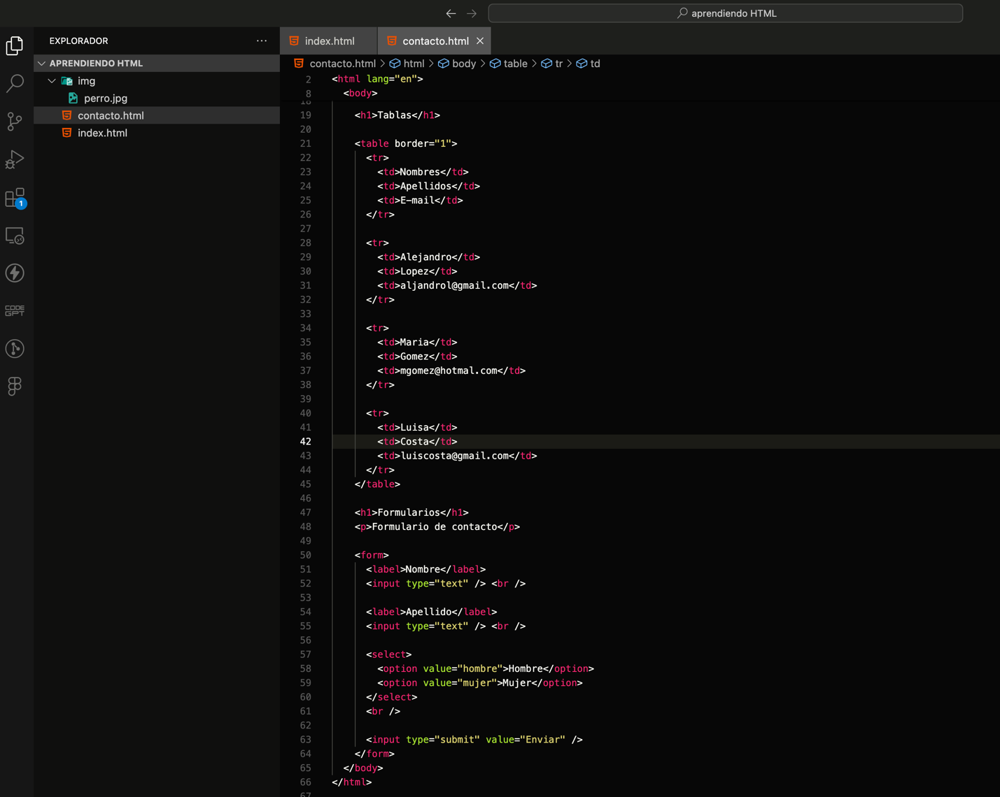 aprendiendo HTML
EXPLORADOR
APRENDIENDO HTML
img
perro.jpg
contacto.html
index.html
1
CODE
GPT
index.html
contacto.html
contacto.html > html > body > table > tr > td
2 <html lang="en">
8 <body>
18
19 <h1>Tablas</h1>
20
21 <table border="1">
22 <tr>
23 <td>Nombres</td>
24 <td>Apellidos</td>
25 <td>E-mail</td>
26 </tr>
27
28 <tr>
29 <td>Alejandro</td>
30 <td>Lopez</td>
31 <td>aljandrol@gmail.com</td>
32 </tr>
33
34 <tr>
35 <td>Maria</td>
36 <td>Gomez</td>
37 <td>mgomez@hotmal.com</td>
38 </tr>
39
40 <tr>
41 <td>Luisa</td>
42 <td>Costa</td>
43 <td>luiscosta@gmail.com</td>
44 </tr>
45 </table>
46
47 <h1>Formularios</h1>
48 <p>Formulario de contacto</p>
49
50 <form>
51 <label>Nombre</label>
52 <input type="text" /> <br />
53
54 <label>Apellido</label>
55 <input type="text" /> <br />
56
57 <select>
58 <option value="hombre">Hombre</option>
59 <option value="mujer">Mujer</option>
60 </select>
61 <br />
62
63 <input type="submit" value="Enviar" />
64 </form>
65 </body>
66 </html>
67